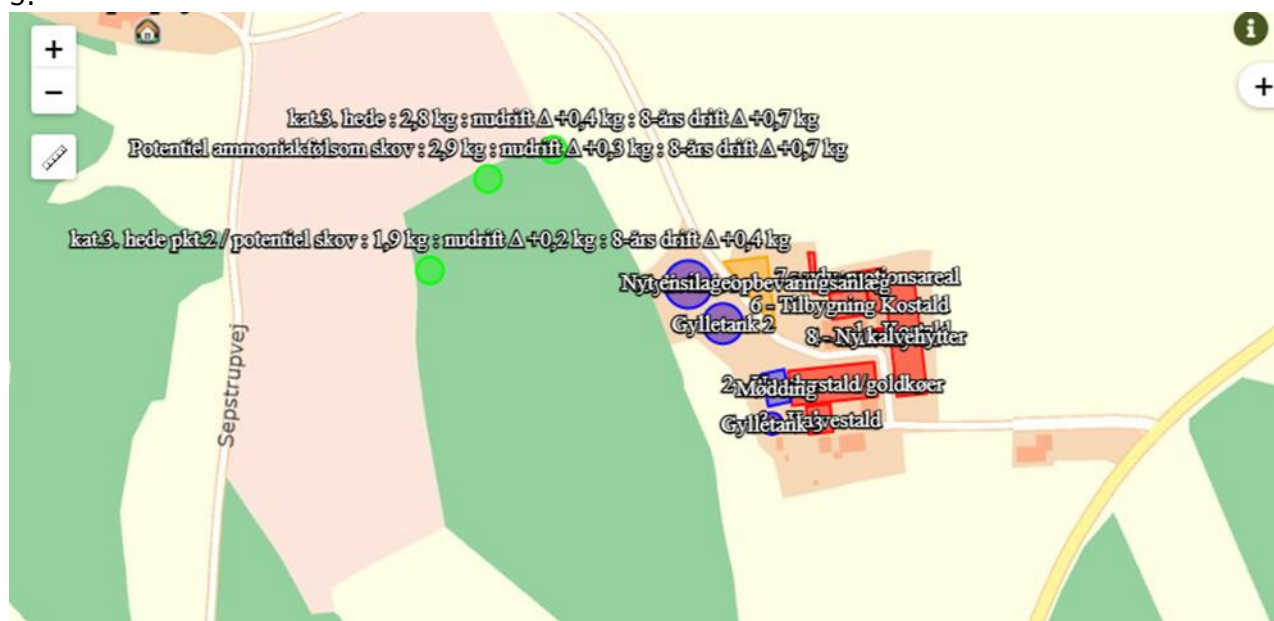 +
−
i
+
kat.3. hede : 2,8 kg : nudrift Δ +0,4 kg : 8-års drift Δ +0,7 kg
Potentiel ammoniakfølsom skov : 2,9 kg : nudrift Δ +0,3 kg : 8-års drift Δ +0,7 kg
kat.3. hede pkt.2 / potentiel skov : 1,9 kg : nudrift Δ +0,2 kg : 8-års drift Δ +0,4 kg
Nyt ensilageopbevaringsanlæg
6 - Tilbygning Kostald
Gylletank 2
8 - Ny kalvehytter
Mødding
stald/goldkøer
Gylletank 3
Sepstrupvej